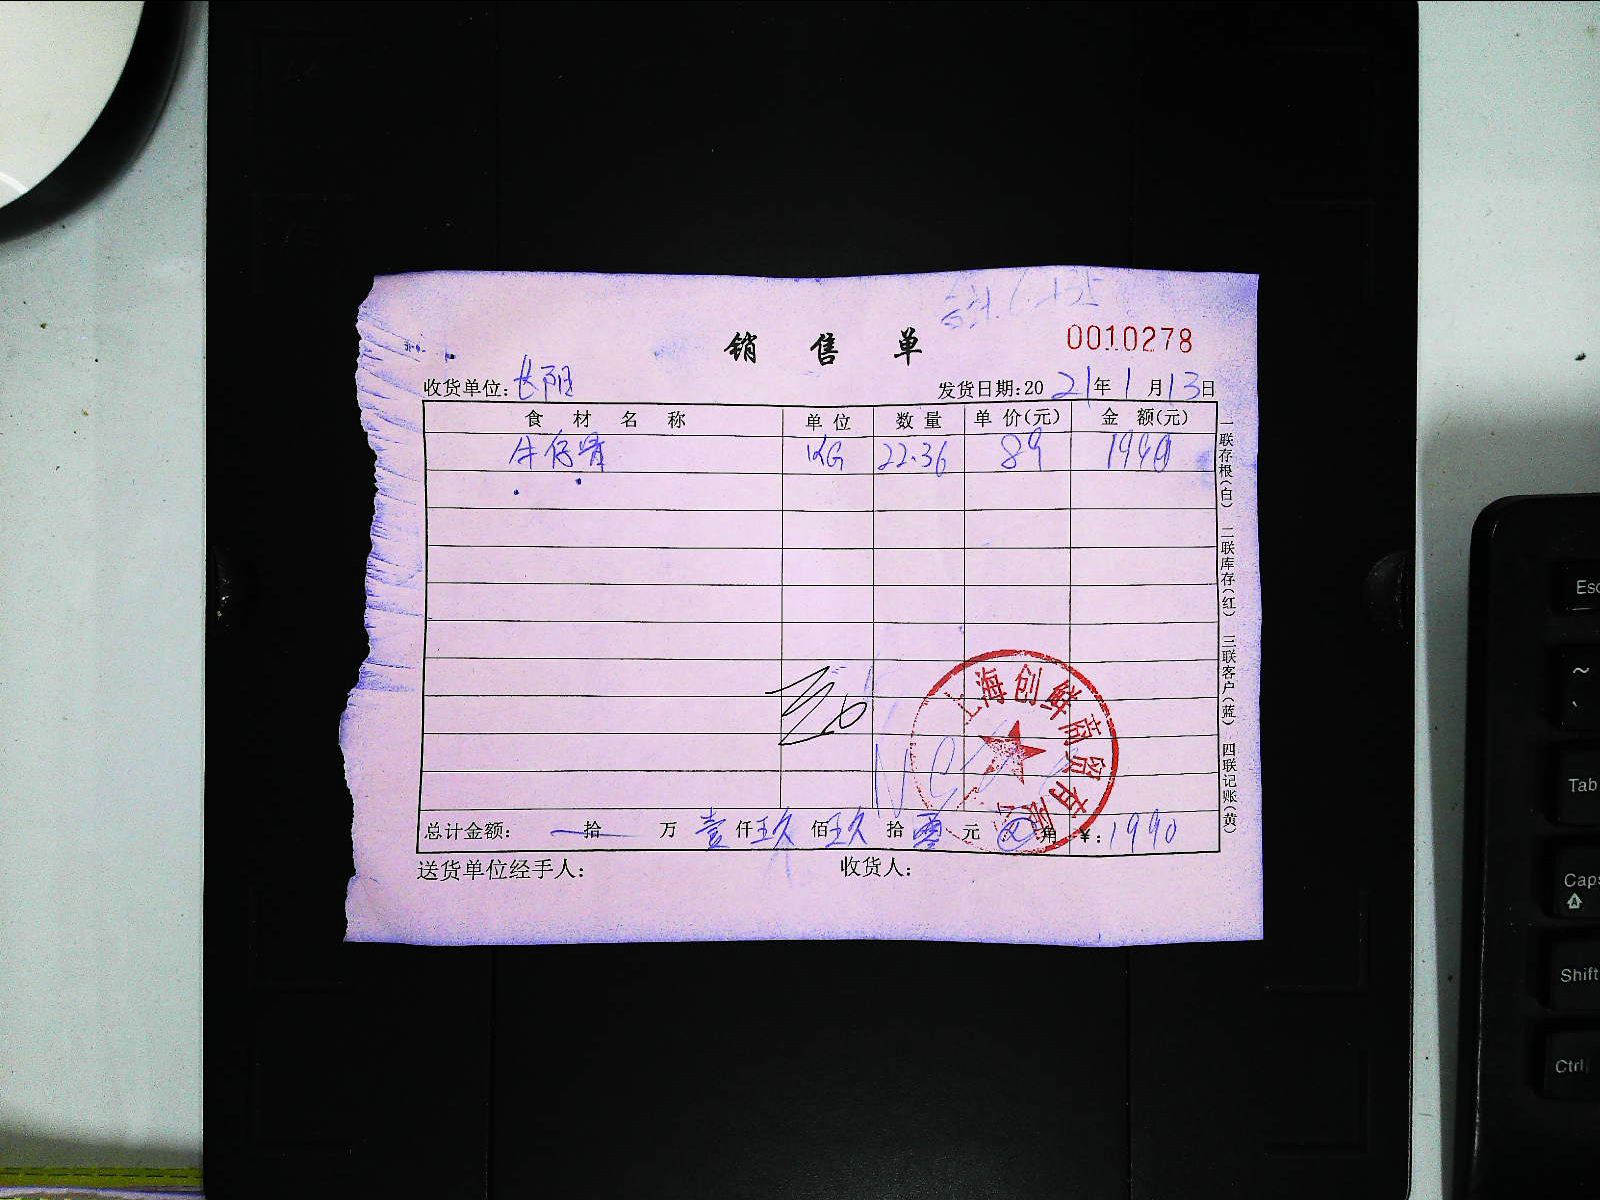 销售单
0010278
收货单位：长阳
发货日期：2021年1月13日
食材名称 单位 数量 单价(元) 金额(元)
牛仔骨 KG 22.36 89 1990
总计金额： 拾 万 壹仟玖佰玖拾零元 角 ￥：1990
送货单位经手人： 收货人：
一联存根(白) 二联库存(红) 三联客户(蓝) 四联记账(黄)
上海创鲜商贸有限公
Esc
~
Tab
Caps
Shift
Ctrl